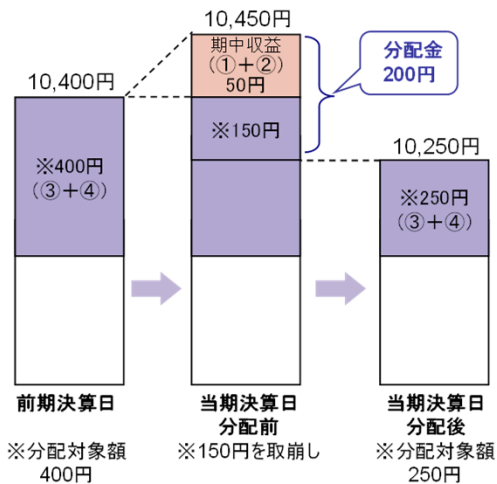 10,400円
※400円
(③+④)
前期決算日
※分配対象額
400円
10,450円
期中収益
(①+②)
50円
※150円
当期決算日
分配前
※150円を取崩し
分配金
200円
10,250円
※250円
(③+④)
当期決算日
分配後
※分配対象額
250円